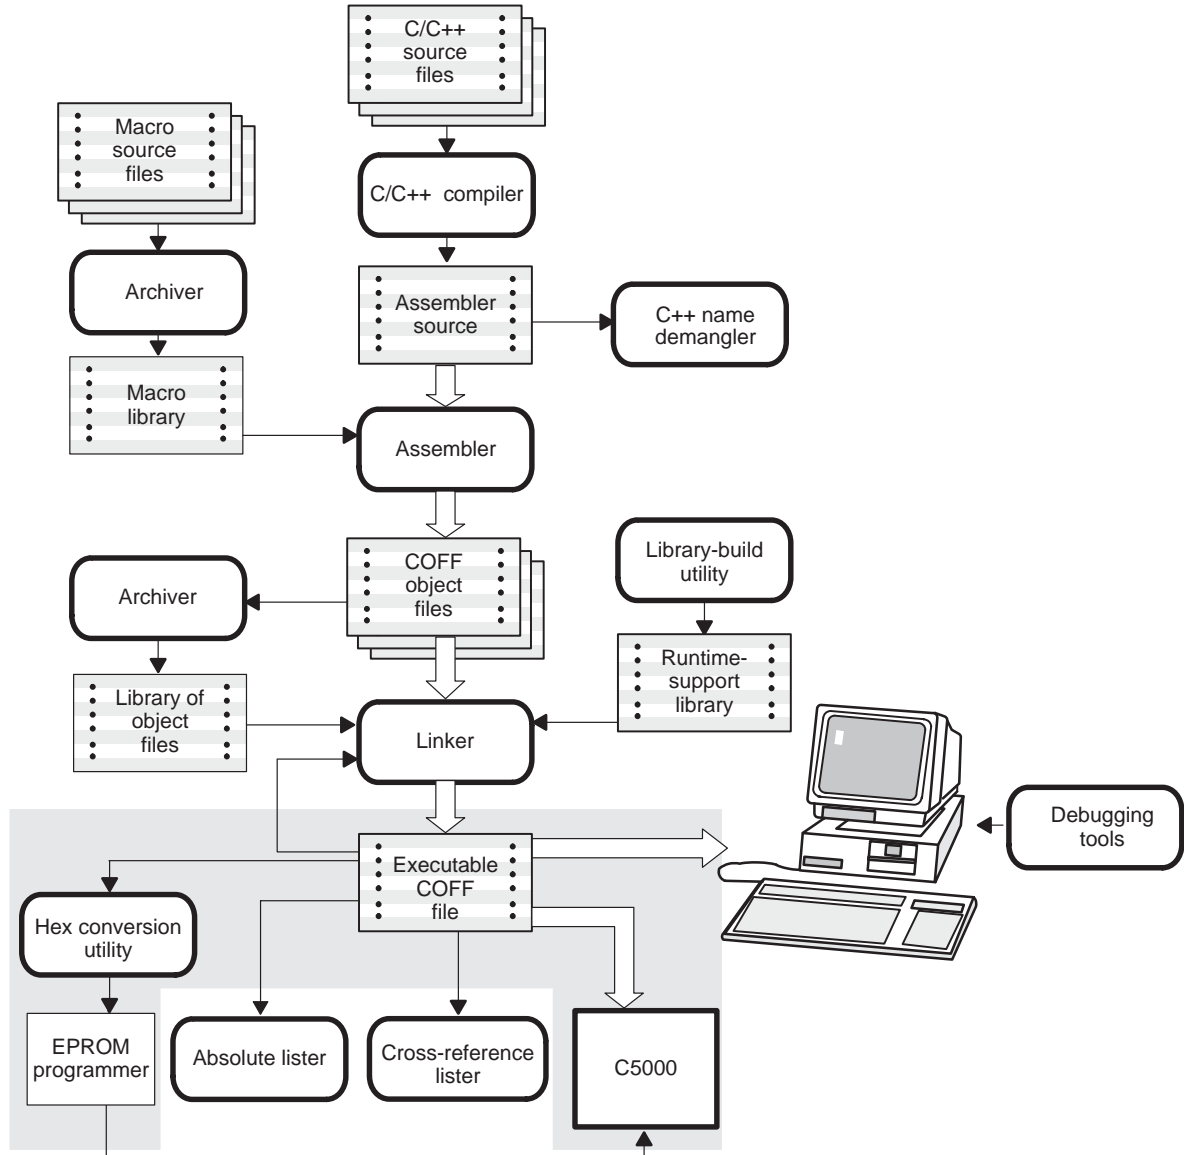 C/C++
source
files
Macro
source
files
C/C++ compiler
Archiver
Assembler
source
C++ name
demangler
Macro
library
Assembler
COFF
object
files
Library-build
utility
Archiver
Runtime-
support
library
Library of
object
files
Linker
Debugging
tools
Executable
COFF
file
Hex conversion
utility
EPROM
programmer
Absolute lister
Cross-reference
lister
C5000